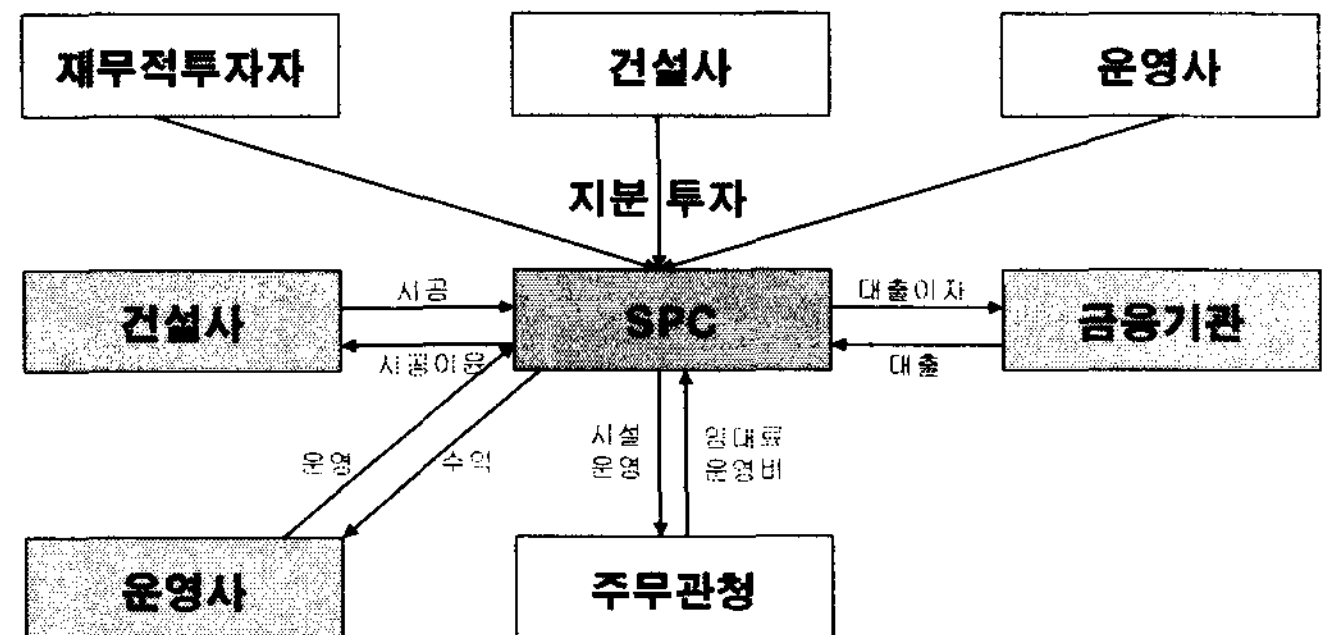 재무적투자자
건설사
운영사
지분 투자
건설사
시공
시공이윤
SPC
대출이자
대출
금융기관
운영
수익
시설
운영
임대료
운영비
운영사
주무관청